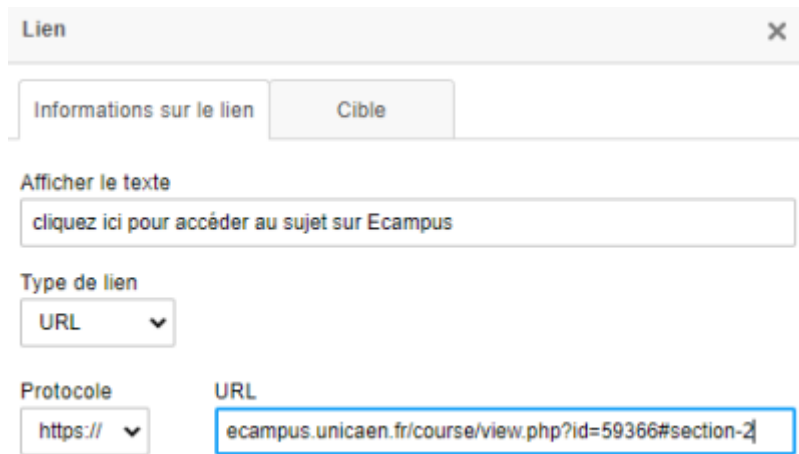 Lien
Informations sur le lien Cible
Afficher le texte
cliquez ici pour accéder au sujet sur Ecampus
Type de lien
URL
Protocole URL
https:// ecampus.unicaen.fr/course/view.php?id=59366#section-2